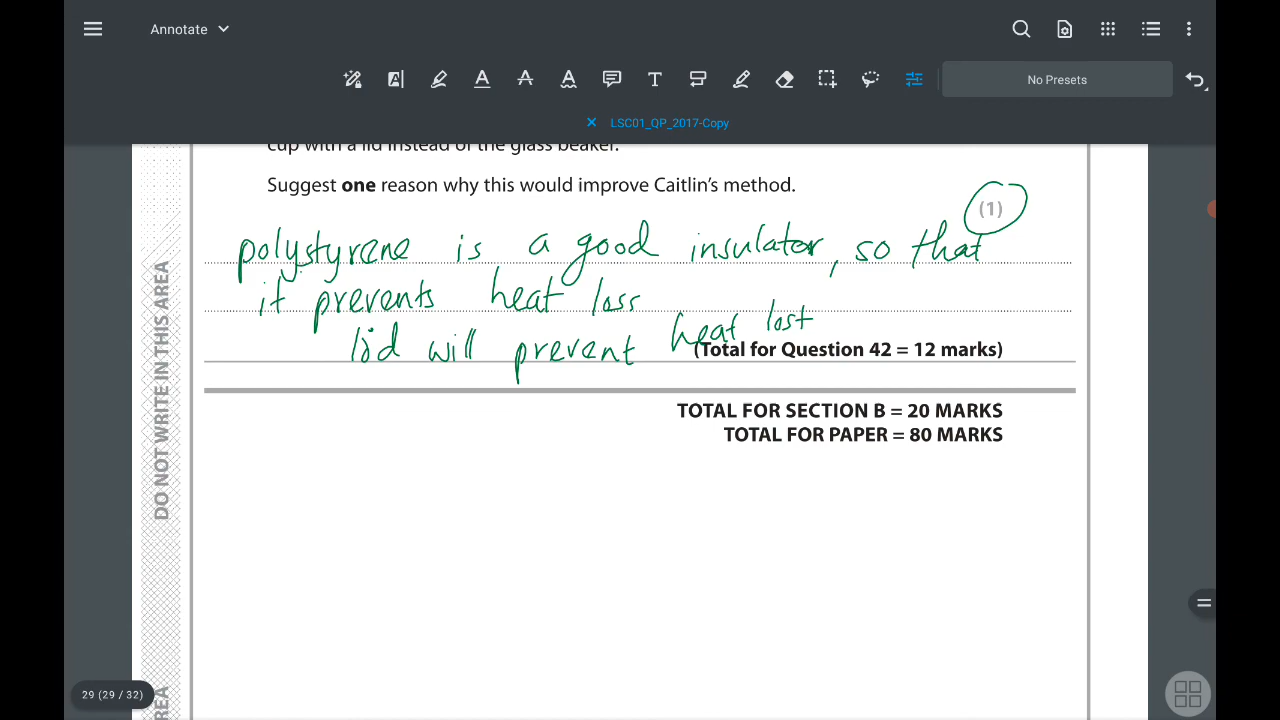 Annotate
No Presets
LSC01_QP_2017-Copy
cup with a lid instead of the glass beaker.
Suggest one reason why this would improve Caitlin's method.
(1)
polystyrene is a good insulator, so that
it prevents heat loss
lid will prevent heat lost
(Total for Question 42 = 12 marks)
TOTAL FOR SECTION B = 20 MARKS
TOTAL FOR PAPER = 80 MARKS
DO NOT WRITE IN THIS AREA
29 (29 / 32)
REA